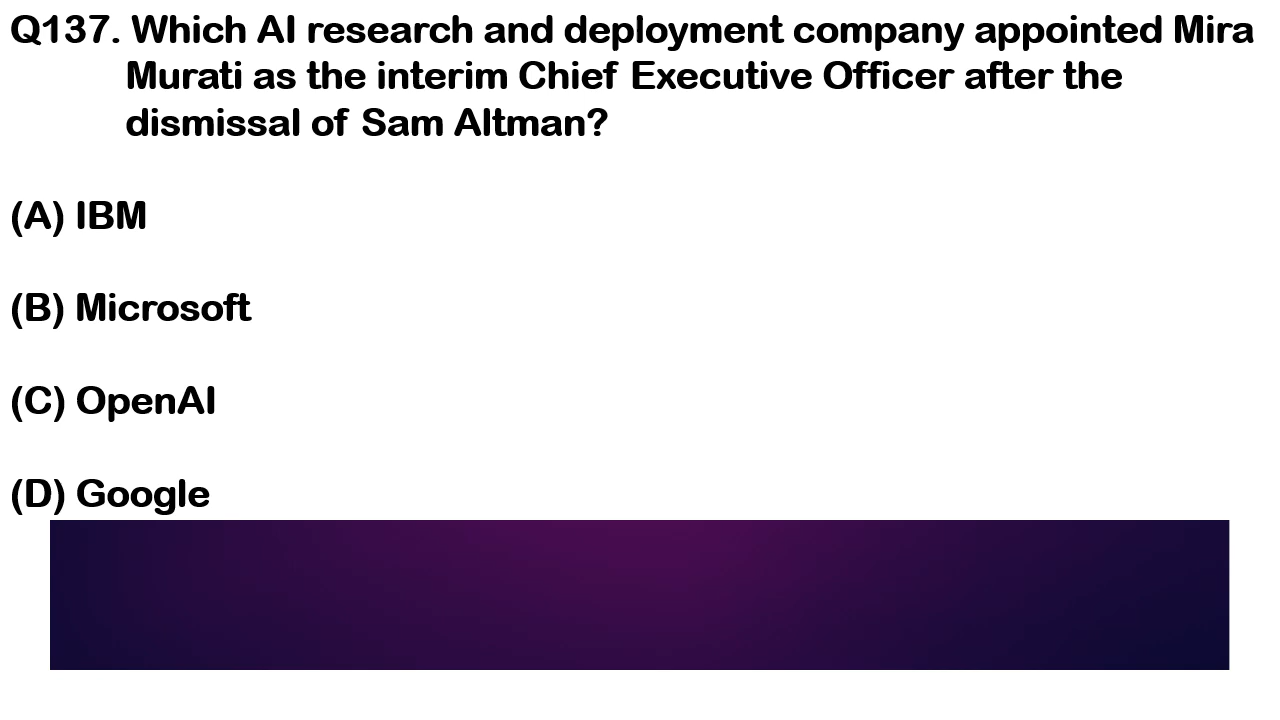 Q137. Which AI research and deployment company appointed Mira
Murati as the interim Chief Executive Officer after the
dismissal of Sam Altman?
(A) IBM
(B) Microsoft
(C) OpenAI
(D) Google